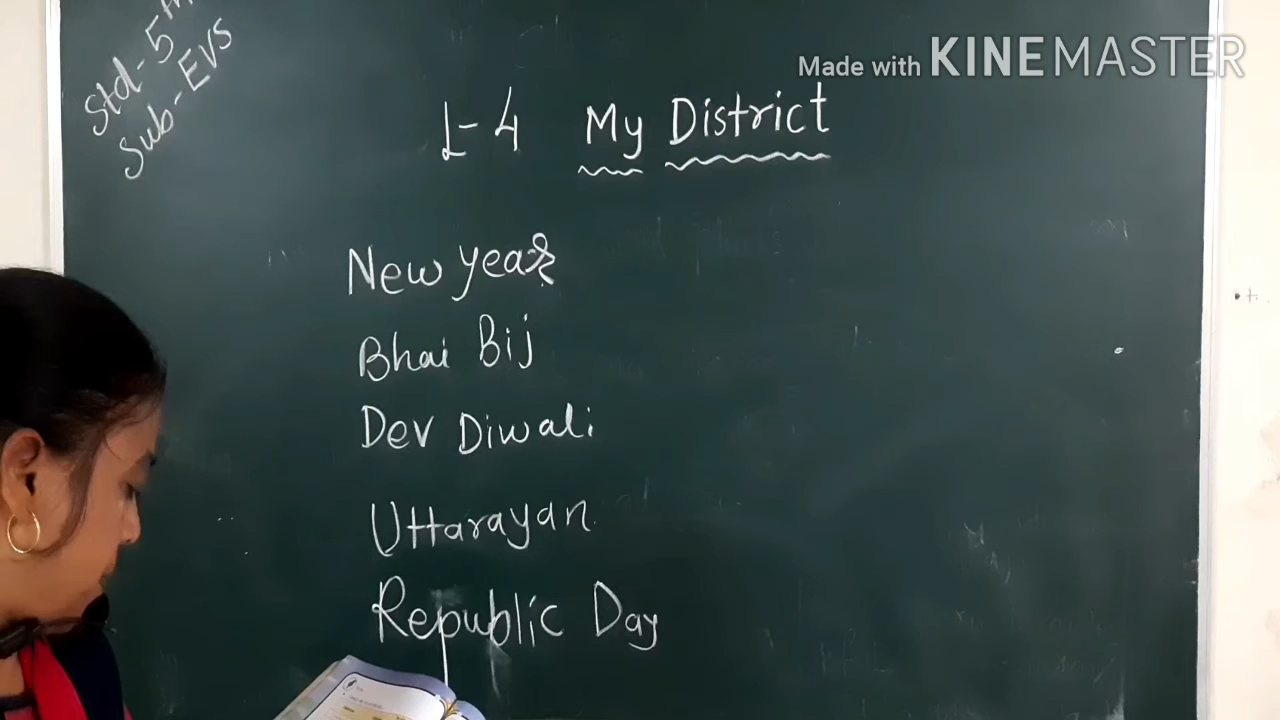 Std-5th
Sub-EVS
Made with KINEMASTER
L-4 My District
New year
Bhai Bij
Dev Diwali
Uttarayan
Republic Day